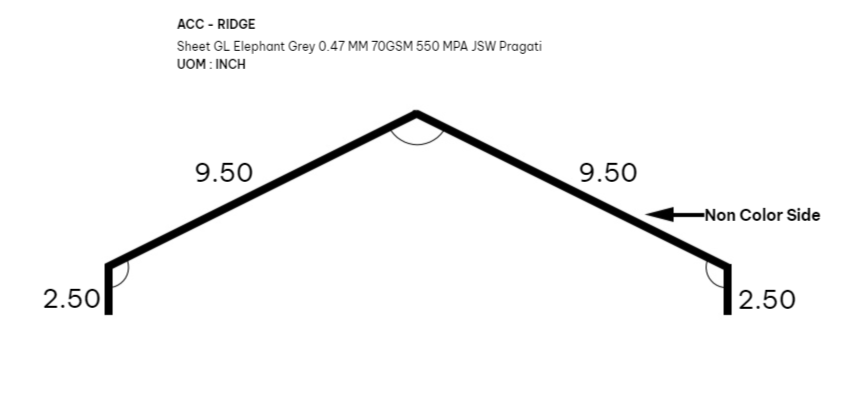 ACC - RIDGE
Sheet GL Elephant Grey 0.47 MM 70GSM 550 MPA JSW Pragati
UOM : INCH
9.50
9.50
Non Color Side
2.50
2.50